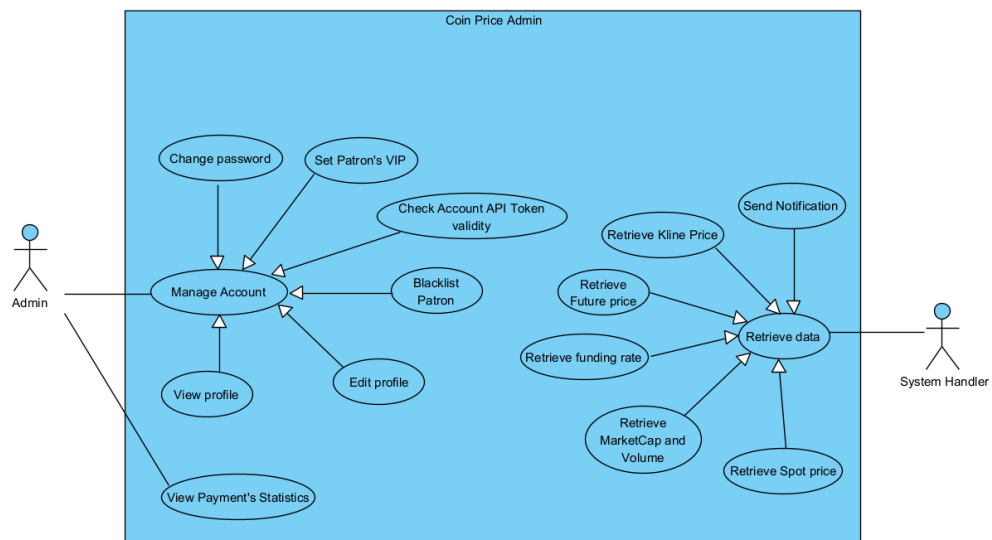 Coin Price Admin
Change password
Set Patron's VIP
Check Account API Token
validity
Send Notification
Retrieve Kline Price
Admin
Manage Account
Blacklist
Patron
Retrieve
Future price
Retrieve data
Retrieve funding rate
System Handler
View profile
Edit profile
Retrieve
MarketCap and
Volume
Retrieve Spot price
View Payment's Statistics